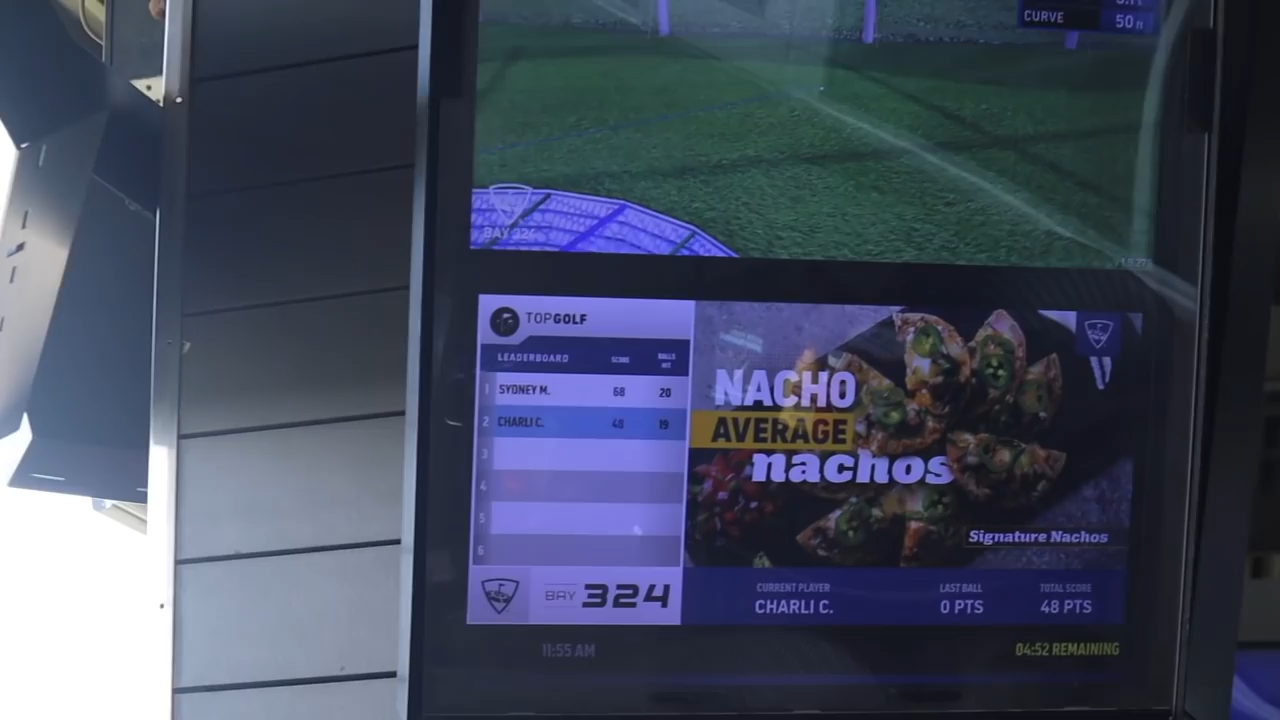 CURVE 50 ft
BAY 324
TOPGOLF
LEADERBOARD SCORE BALLS HIT
1 SYDNEY M. 68 20
2 CHARLI C. 48 19
3
4
5
6
BAY 324
NACHO
AVERAGE
nachos
Signature Nachos
CURRENT PLAYER LAST BALL TOTAL SCORE
CHARLI C. 0 PTS 48 PTS
11:55 AM 04:52 REMAINING